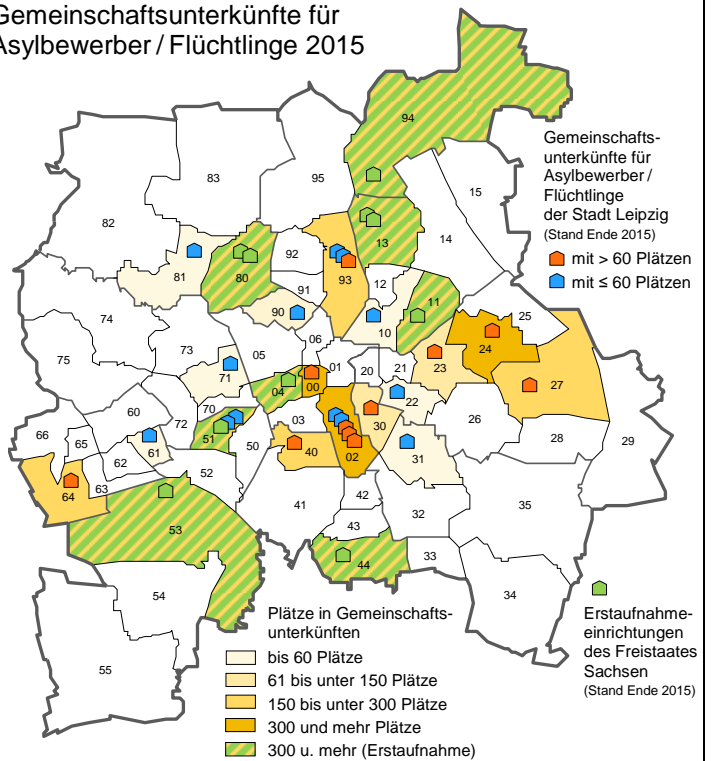 Gemeinschaftsunterkünfte für
Asylbewerber / Flüchtlinge 2015
94
Gemeinschafts-
unterkünfte für
Asylbewerber /
Flüchtlinge
der Stadt Leipzig
(Stand Ende 2015)
mit > 60 Plätzen
mit ≤ 60 Plätzen
83
95
15
82
13
14
92
81
80
93
12
91
11
74
90
10
25
06
24
73
05
75
01
20
21
23
27
71
00
04
22
60
70
72
03
30
26
66
65
51
50
28
29
61
40
02
31
62
52
64
63
42
35
41
32
53
43
33
44
54
34
55
Erstaufnahme-
einrichtungen
des Freistaates
Sachsen
(Stand Ende 2015)
Plätze in Gemeinschafts-
unterkünften
bis 60 Plätze
61 bis unter 150 Plätze
150 bis unter 300 Plätze
300 und mehr Plätze
300 u. mehr (Erstaufnahme)